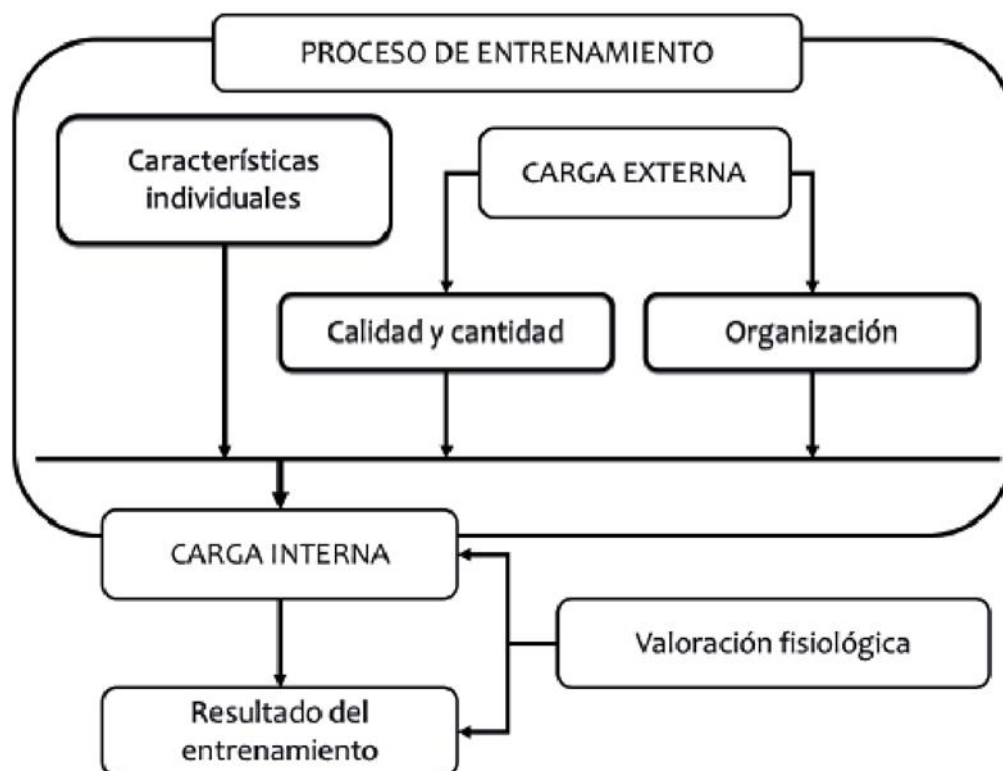 PROCESO DE ENTRENAMIENTO
Características
individuales
CARGA EXTERNA
Calidad y cantidad
Organización
CARGA INTERNA
Valoración fisiológica
Resultado del
entrenamiento